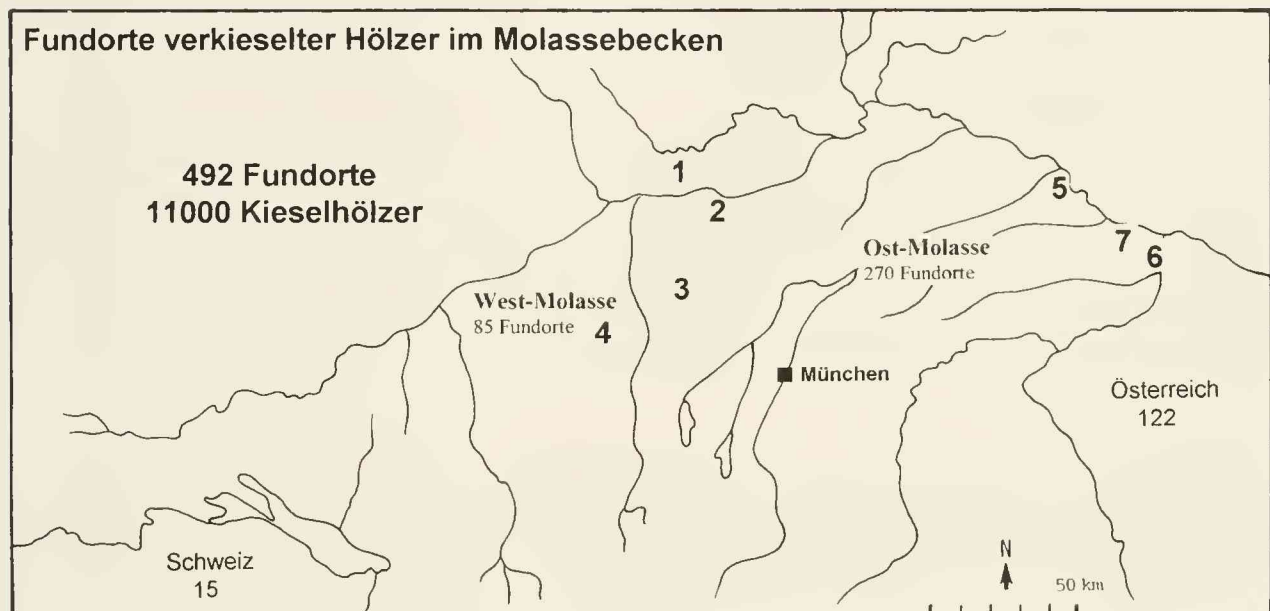 Fundorte verkieselter Hölzer im Molassebecken
492 Fundorte
11000 Kieselhölzer
1
2
5
7
6
Ost-Molasse
270 Fundorte
3
West-Molasse
85 Fundorte
4
München
Österreich
122
Schweiz
15
N
50 km